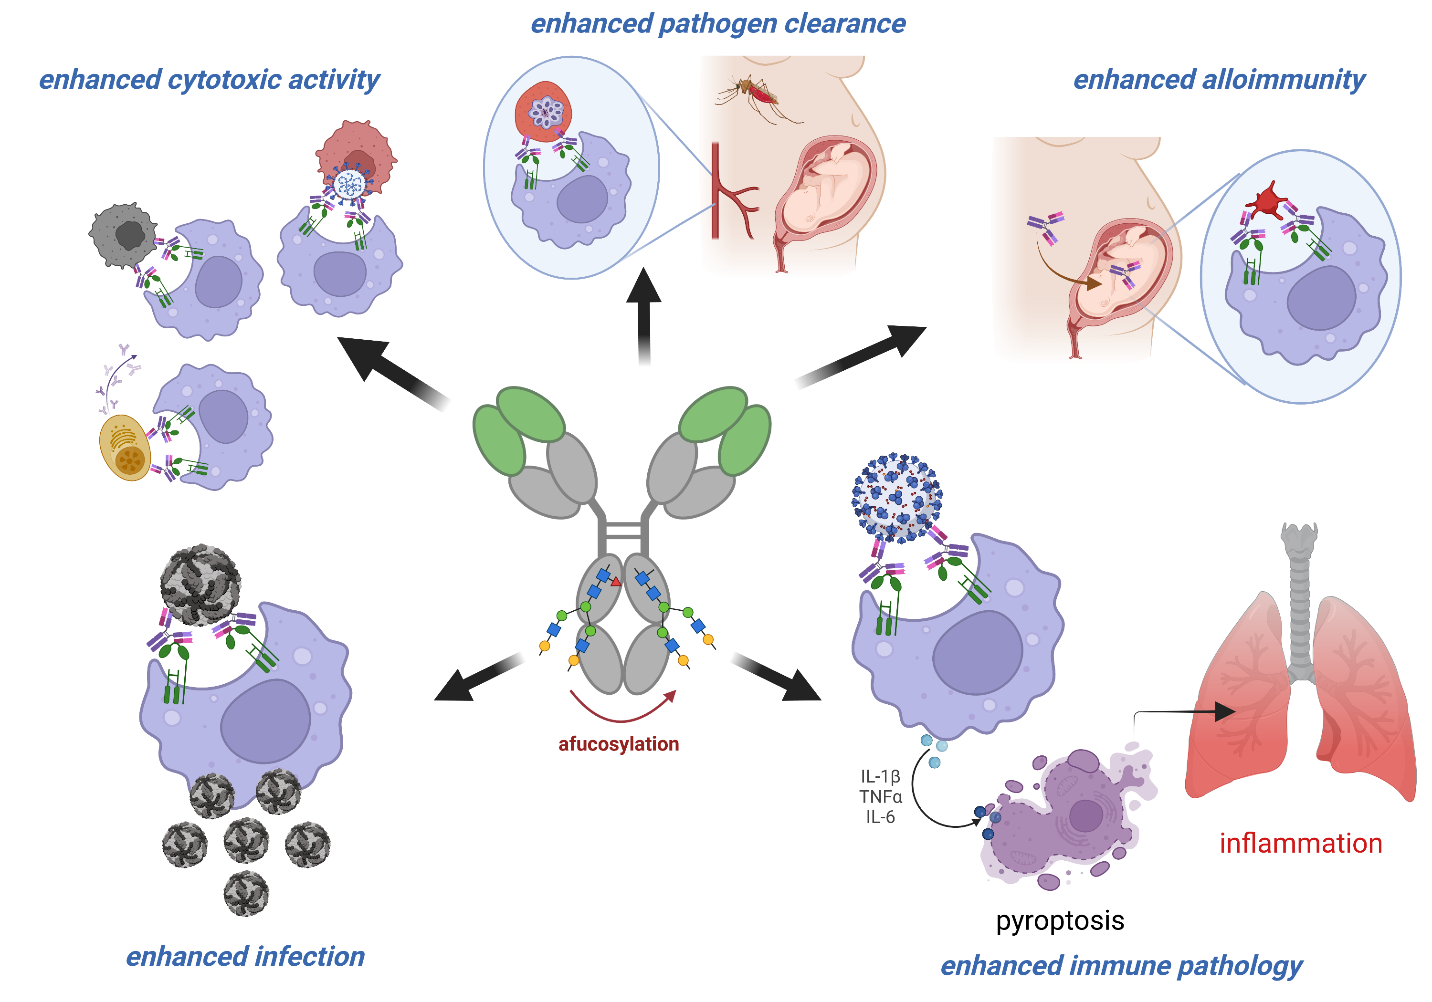 enhanced pathogen clearance
enhanced cytotoxic activity
enhanced alloimmunity
afucosylation
IL-1β
TNFα
IL-6
inflammation
pyroptosis
enhanced infection
enhanced immune pathology